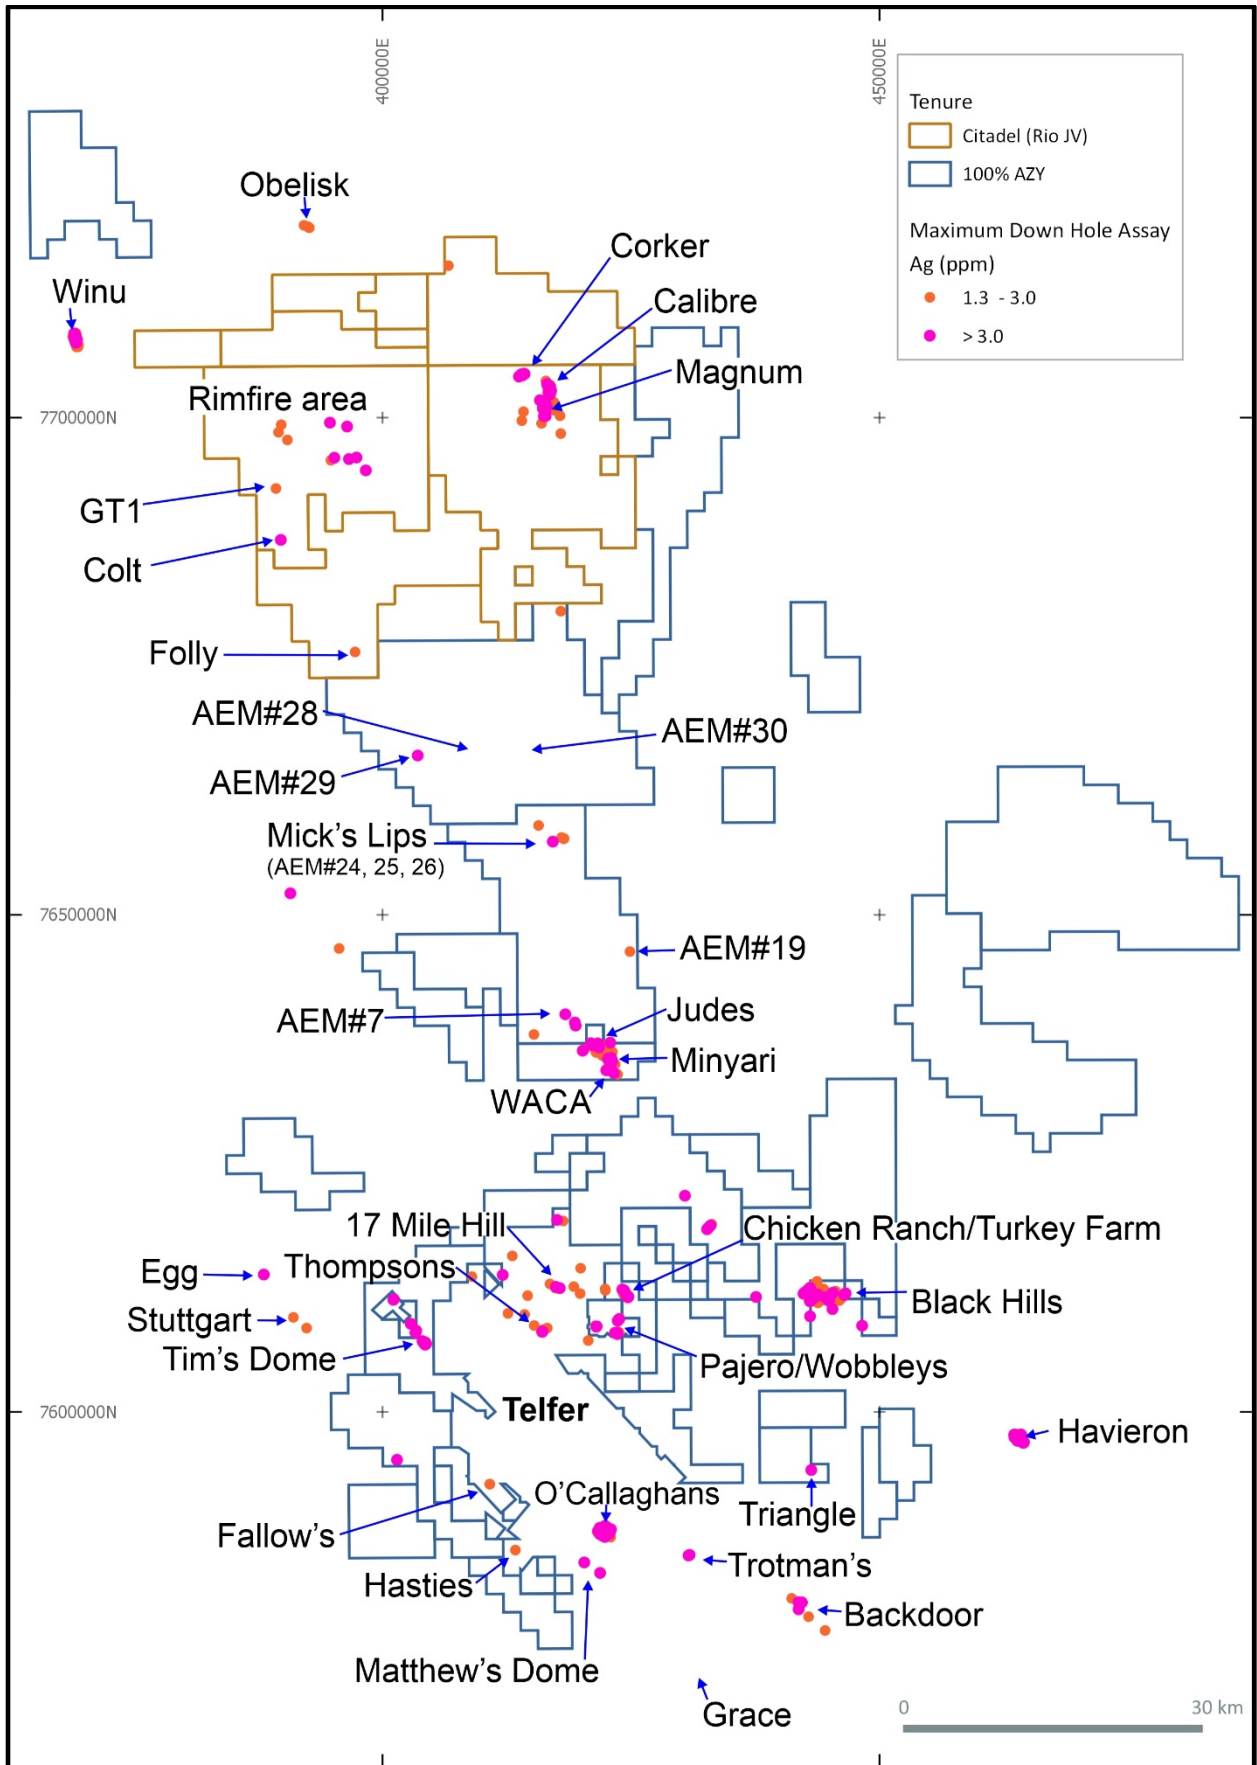 400000E
450000E
Tenure
Citadel (Rio JV)
100% AZY
Maximum Down Hole Assay
Ag (ppm)
1.3 - 3.0
> 3.0
Obelisk
Corker
Winu
Calibre
Magnum
Rimfire area
7700000N
GT1
Colt
Folly
AEM#28
AEM#30
AEM#29
Mick's Lips
(AEM#24, 25, 26)
7650000N
AEM#19
AEM#7
Judes
Minyari
WACA
17 Mile Hill
Chicken Ranch/Turkey Farm
Egg
Thompsons
Black Hills
Stuttgart
Tim's Dome
Pajero/Wobbleys
7600000N
Telfer
Havieron
O'Callaghans
Triangle
Fallow's
Trotman's
Hasties
Backdoor
Matthew's Dome
Grace
0
30 km